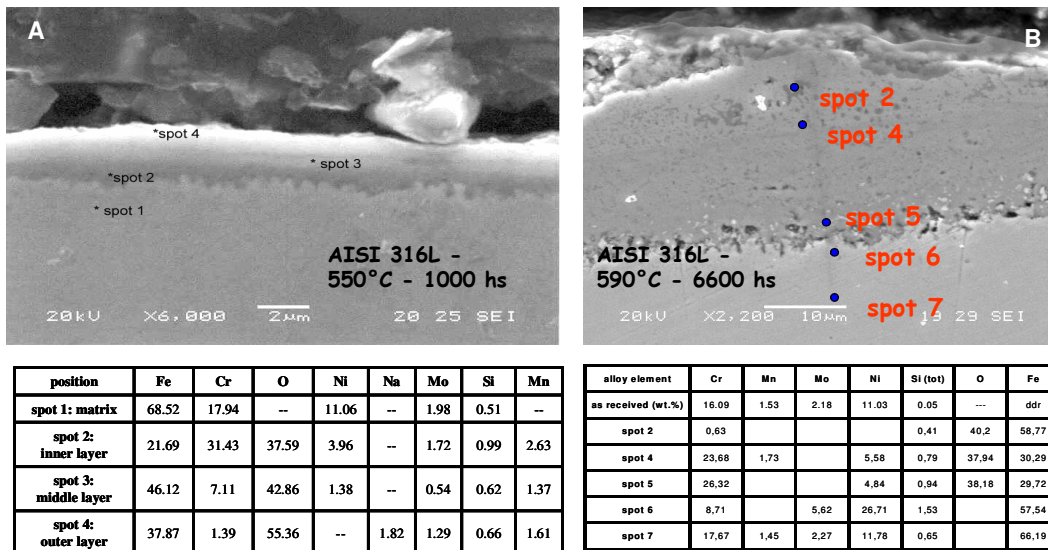 A
*spot 4
* spot 3
*spot 2
* spot 1
AISI 316L -
550°C - 1000 hs
20kV X6,000 2µm 20 25 SEI
B
spot 2
spot 4
spot 5
spot 6
spot 7
AISI 316L -
590°C - 6600 hs
20kV X2,200 10µm 19 29 SEI
position Fe Cr O Ni Na Mo Si Mn
spot 1: matrix 68.52 17.94 -- 11.06 -- 1.98 0.51 --
spot 2:
inner layer 21.69 31.43 37.59 3.96 -- 1.72 0.99 2.63
spot 3:
middle layer 46.12 7.11 42.86 1.38 -- 0.54 0.62 1.37
spot 4:
outer layer 37.87 1.39 55.36 -- 1.82 1.29 0.66 1.61
alloy element Cr Mn Mo Ni Si (tot) O Fe
as received (wt.%) 16.09 1.53 2.18 11.03 0.05 --- ddr
spot 2 0,63 0,41 40,2 58,77
spot 4 23,68 1,73 5,58 0,79 37,94 30,29
spot 5 26,32 4,84 0,94 38,18 29,72
spot 6 8,71 5,62 26,71 1,53 57,54
spot 7 17,67 1,45 2,27 11,78 0,65 66,19